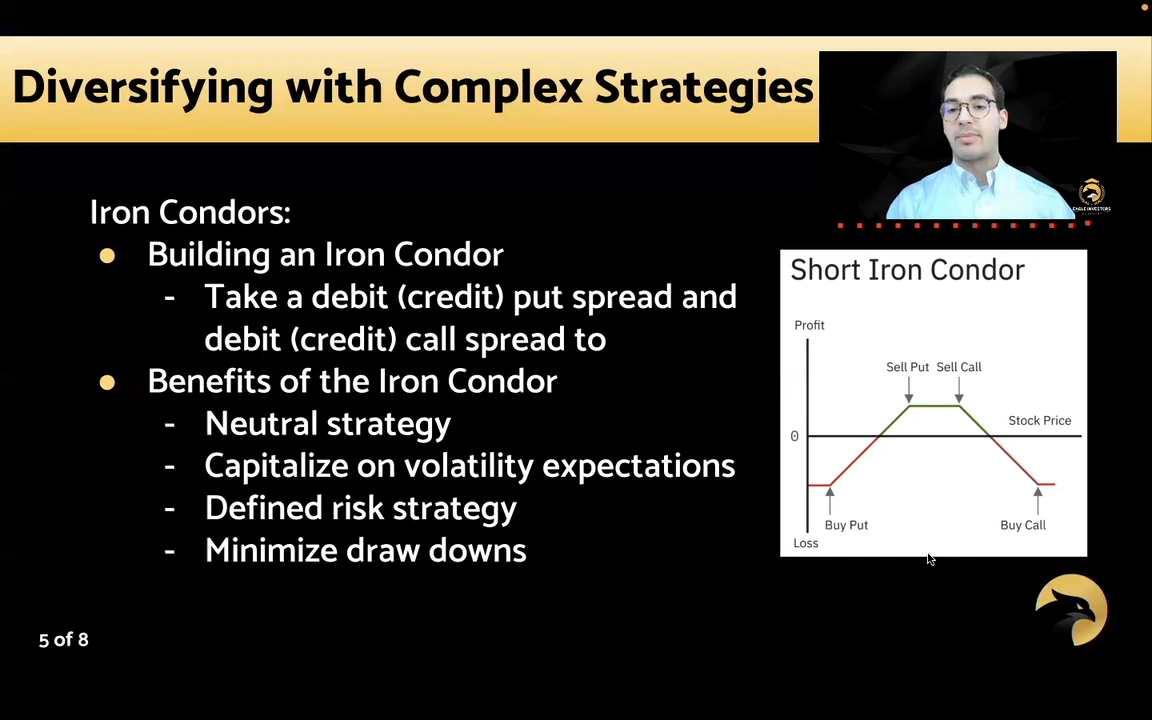 Diversifying with Complex Strategies
EAGLE INVESTORS
Iron Condors:
● Building an Iron Condor
- Take a debit (credit) put spread and
debit (credit) call spread to
● Benefits of the Iron Condor
- Neutral strategy
- Capitalize on volatility expectations
- Defined risk strategy
- Minimize draw downs
Short Iron Condor
Profit
Sell Put Sell Call
Stock Price
0
Buy Put Buy Call
Loss
5 of 8